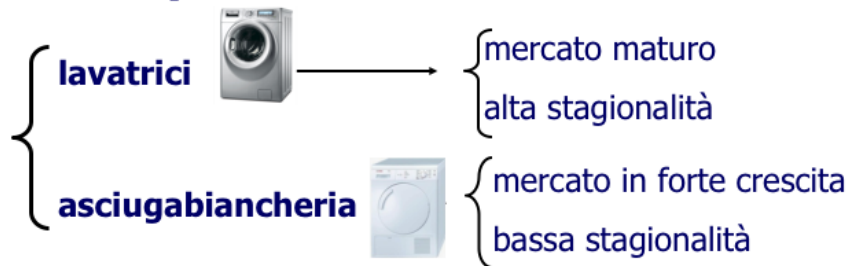 lavatrici
mercato maturo
alta stagionalità
asciugabiancheria
mercato in forte crescita
bassa stagionalità